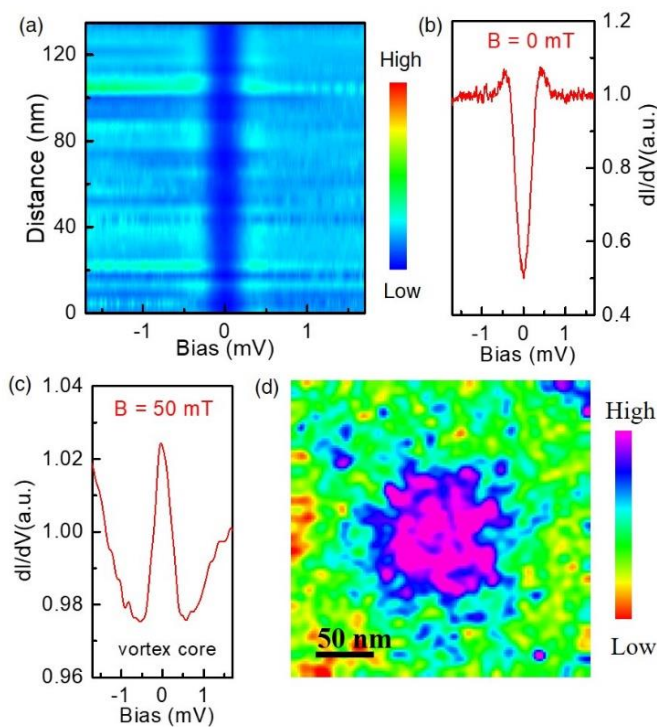 (a)
Distance (nm)
120
80
40
0
-1
0
1
Bias (mV)
High
Low
(b)
B = 0 mT
1.2
1.0
0.8
0.6
0.4
dI/dV(a.u.)
-1
0
1
Bias (mV)
(c)
B = 50 mT
1.04
1.02
1.00
0.98
0.96
dI/dV(a.u.)
vortex core
-1
0
1
Bias (mV)
(d)
50 nm
High
Low